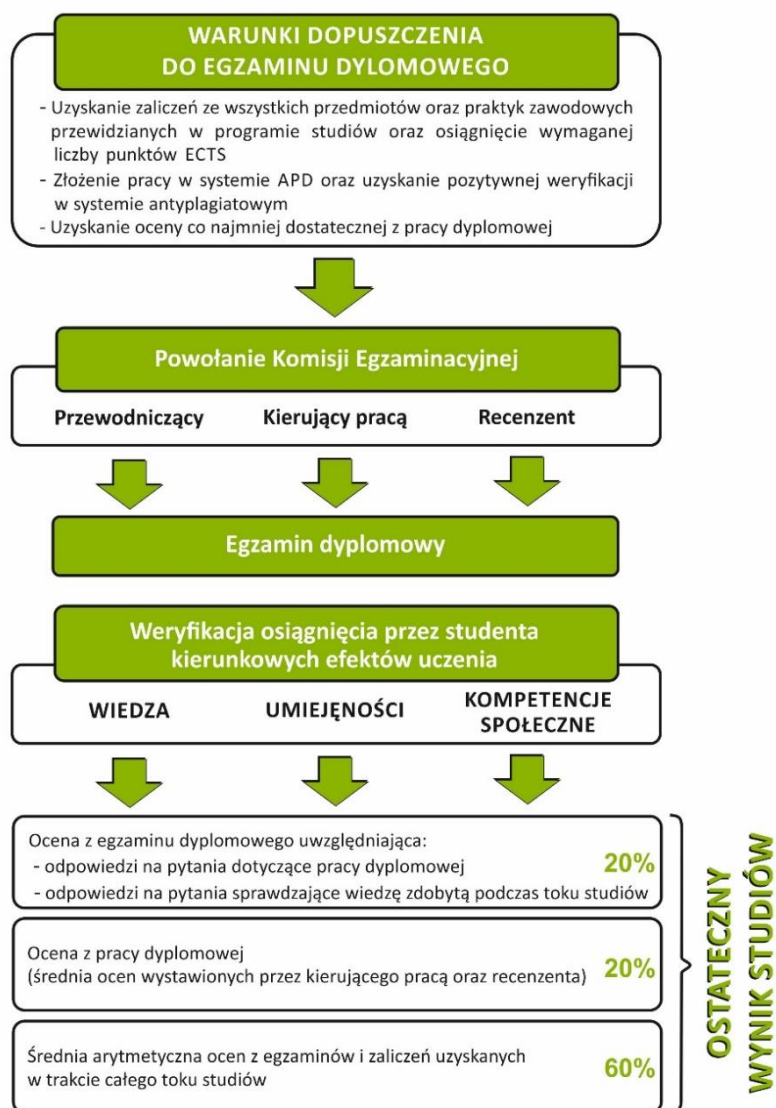 WARUNKI DOPUSZCZENIA
DO EGZAMINU DYLOMOWEGO
- Uzyskanie zaliczeń ze wszystkich przedmiotów oraz praktyk zawodowych
przewidzianych w programie studiów oraz osiągnięcie wymaganej
liczby punktów ECTS
- Złożenie pracy w systemie APD oraz uzyskanie pozytywnej weryfikacji
w systemie antyplagiatowym
- Uzyskanie oceny co najmniej dostatecznej z pracy dyplomowej
Powołanie Komisji Egzaminacyjnej
Przewodniczący Kierujący pracą Recenzent
Egzamin dyplomowy
Weryfikacja osiągnięcia przez studenta
kierunkowych efektów uczenia
WIEDZA UMIEJĘNOŚCI KOMPETENCJE
SPOŁECZNE
Ocena z egzaminu dyplomowego uwzględniająca:
- odpowiedzi na pytania dotyczące pracy dyplomowej 20%
- odpowiedzi na pytania sprawdzające wiedzę zdobytą podczas toku studiów
Ocena z pracy dyplomowej
(średnia ocen wystawionych przez kierującego pracą oraz recenzenta) 20%
Średnia arytmetyczna ocen z egzaminów i zaliczeń uzyskanych
w trakcie całego toku studiów 60%
OSTATECZNY
WYNIK STUDIÓW